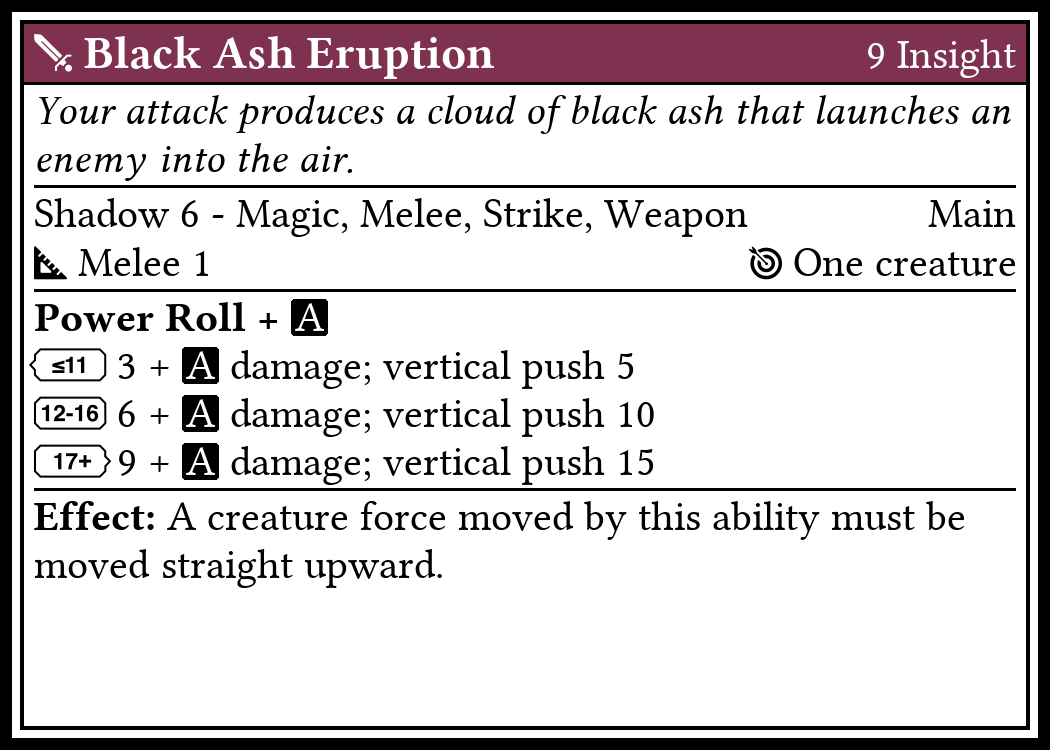 Black Ash Eruption 9 Insight
Your attack produces a cloud of black ash that launches an
enemy into the air.
Shadow 6 - Magic, Melee, Strike, Weapon Main
Melee 1 One creature
Power Roll + A
≤11 3 + A damage; vertical push 5
12-16 6 + A damage; vertical push 10
17+ 9 + A damage; vertical push 15
Effect: A creature force moved by this ability must be
moved straight upward.